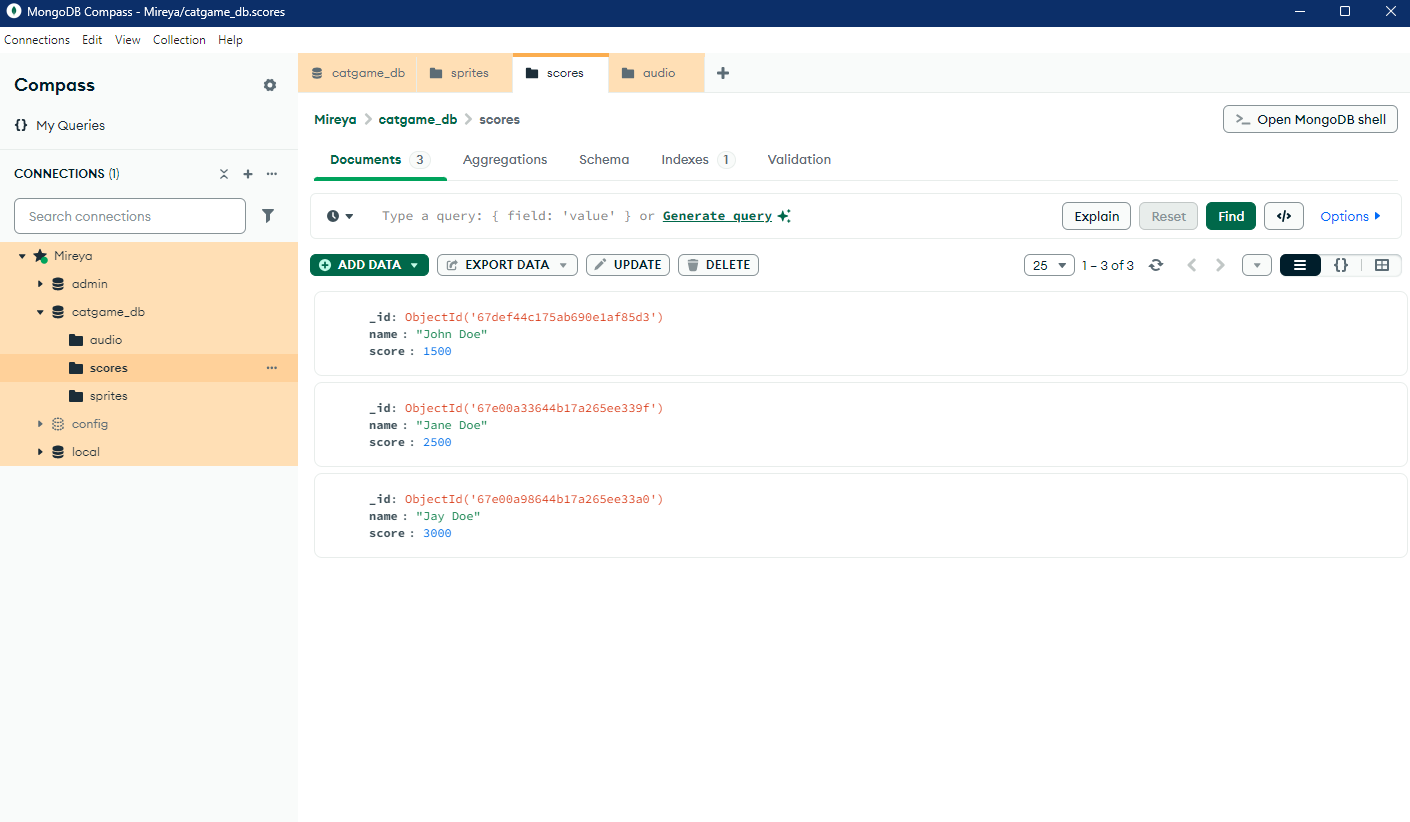 MongoDB Compass - Mireya/catgame_db.scores
Connections Edit View Collection Help
Compass
{} My Queries
CONNECTIONS (1)
Search connections
Mireya
admin
catgame_db
audio
scores
sprites
config
local
catgame_db sprites scores audio
Mireya catgame_db scores
>_ Open MongoDB shell
Documents 3 Aggregations Schema Indexes 1 Validation
Type a query: { field: 'value' } or Generate query
Explain Reset Find </> Options
ADD DATA EXPORT DATA UPDATE DELETE
25 1 – 3 of 3 {}
_id: ObjectId('67def44c175ab690e1af85d3')
name : "John Doe"
score : 1500
_id: ObjectId('67e00a33644b17a265ee339f')
name : "Jane Doe"
score : 2500
_id: ObjectId('67e00a98644b17a265ee33a0')
name : "Jay Doe"
score : 3000